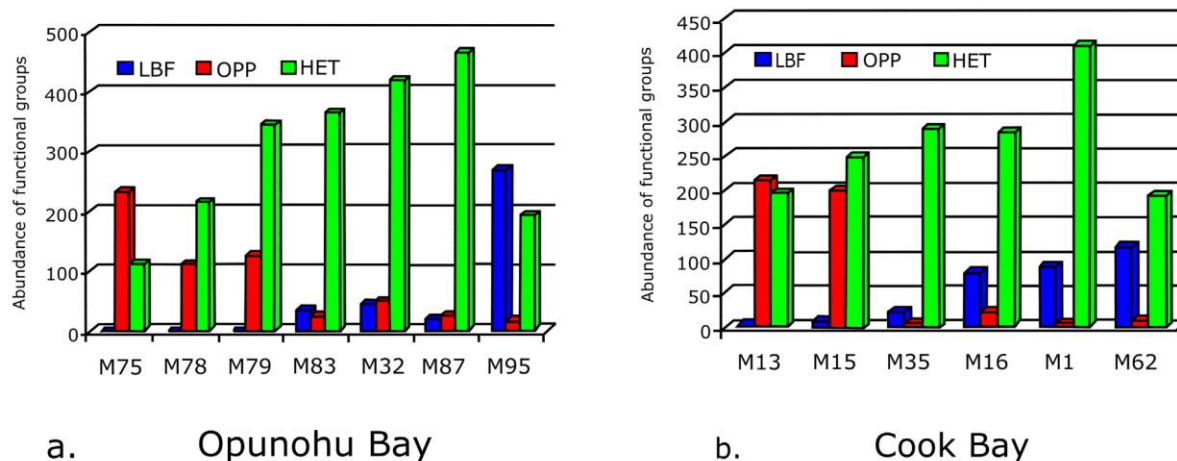 Abundance of functional groups
500
400
300
200
100
0
LBF OPP HET
M75 M78 M79 M83 M32 M87 M95
a. Opunohu Bay
Abundance of functional groups
450
400
350
300
250
200
150
100
50
0
LBF OPP HET
M13 M15 M35 M16 M1 M62
b. Cook Bay